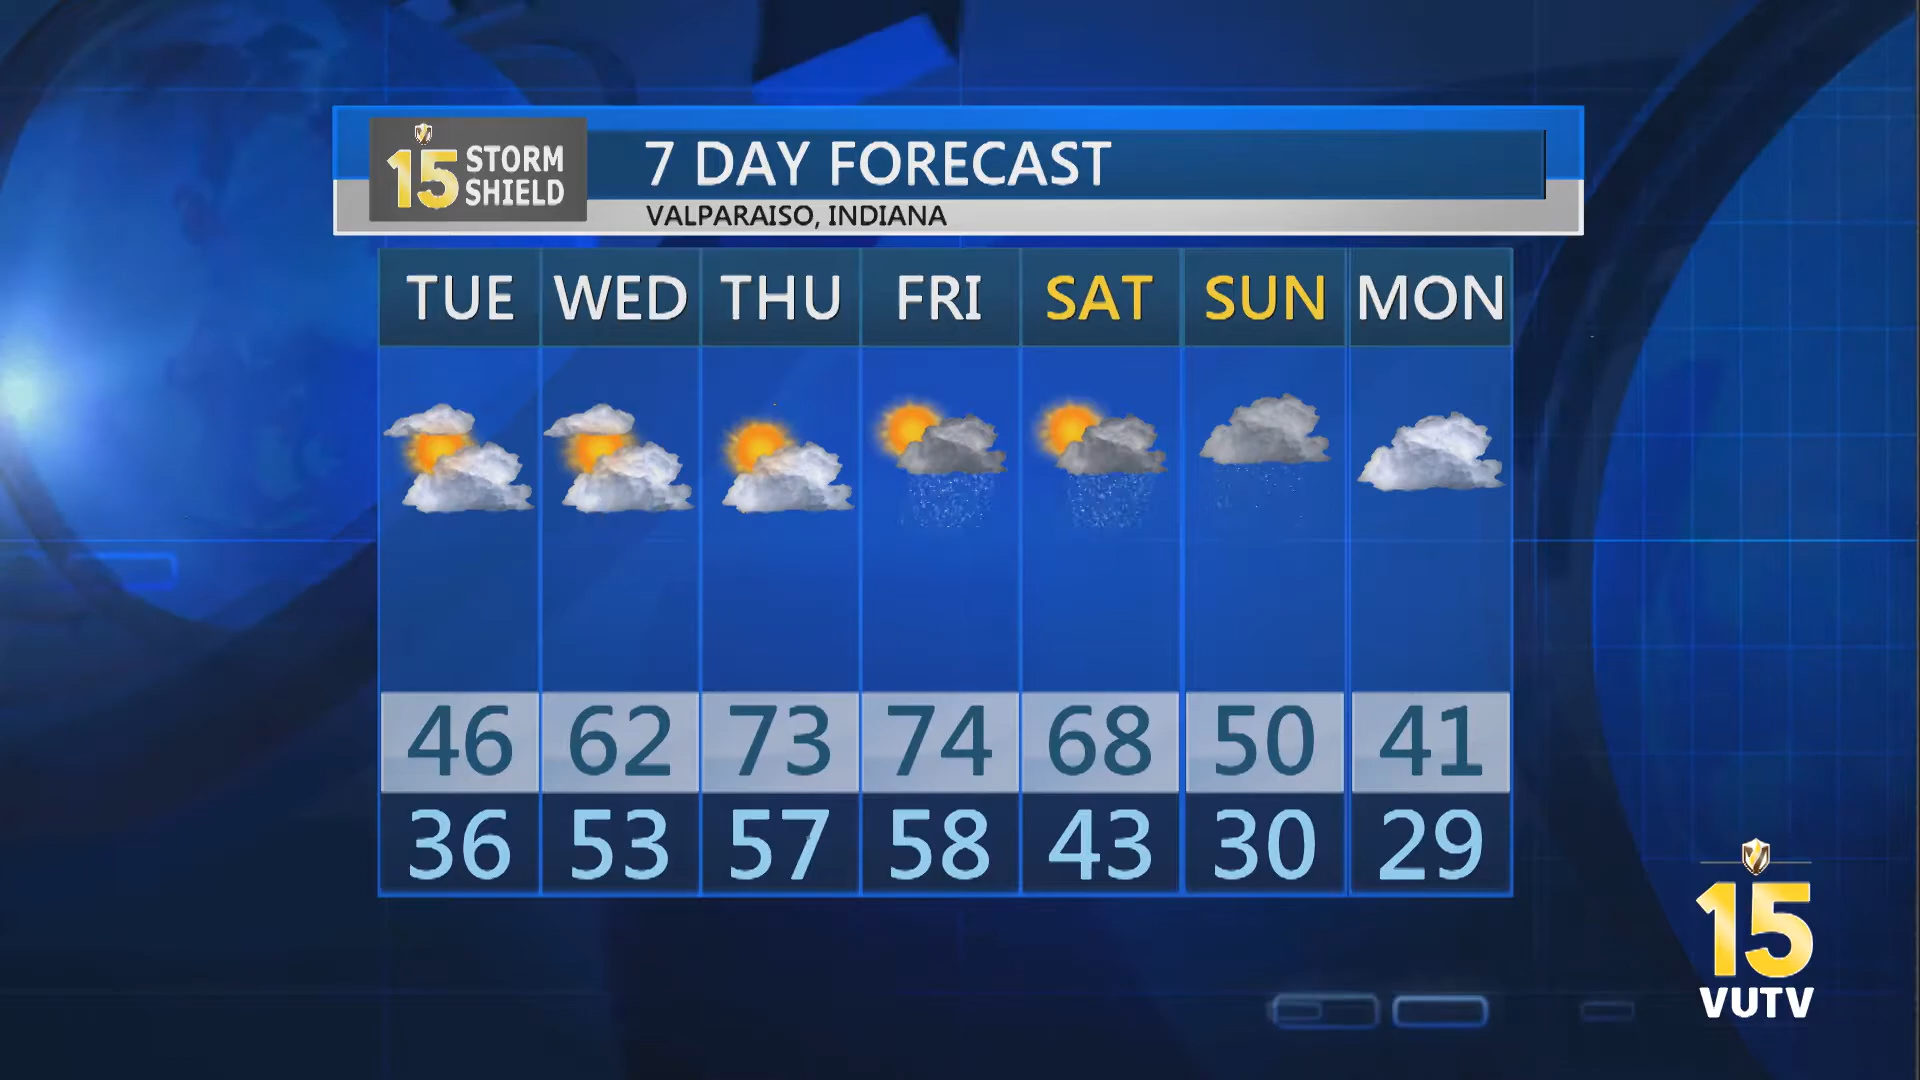 15 STORM SHIELD
7 DAY FORECAST
VALPARAISO, INDIANA
TUE WED THU FRI SAT SUN MON
46 62 73 74 68 50 41
36 53 57 58 43 30 29
15
VUTV